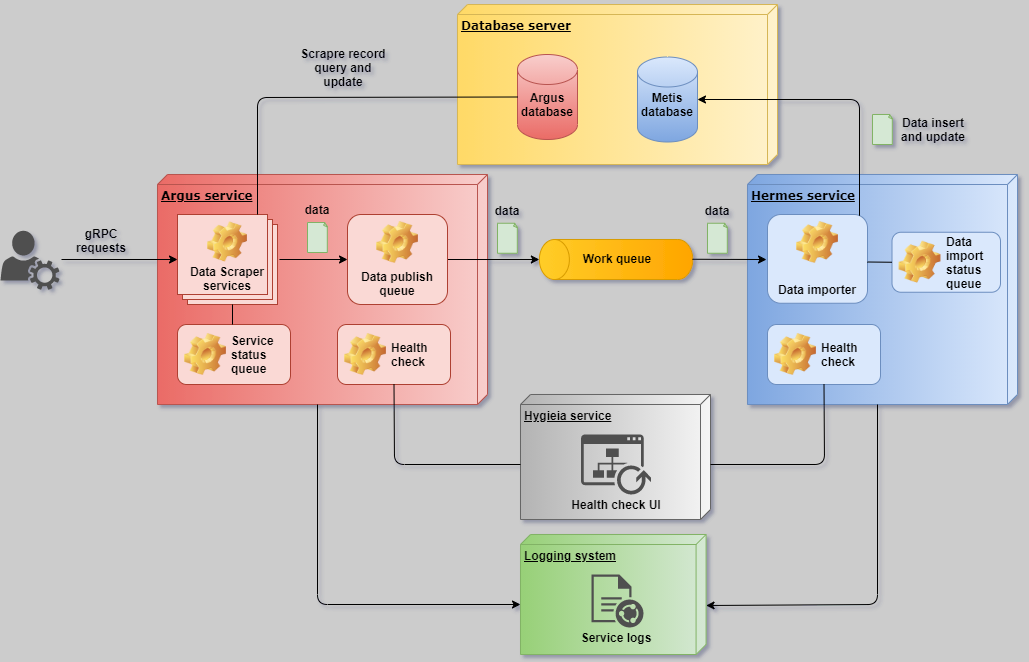 Database server
Scrapre record
query and
update
Argus
database
Metis
database
Data insert
and update
Argus service
Hermes service
gRPC
requests
data
data
data
Data Scraper
services
Data publish
queue
Work queue
Data importer
Data
import
status
queue
Service
status
queue
Health
check
Health
check
Hygieia service
Health check UI
Logging system
Service logs